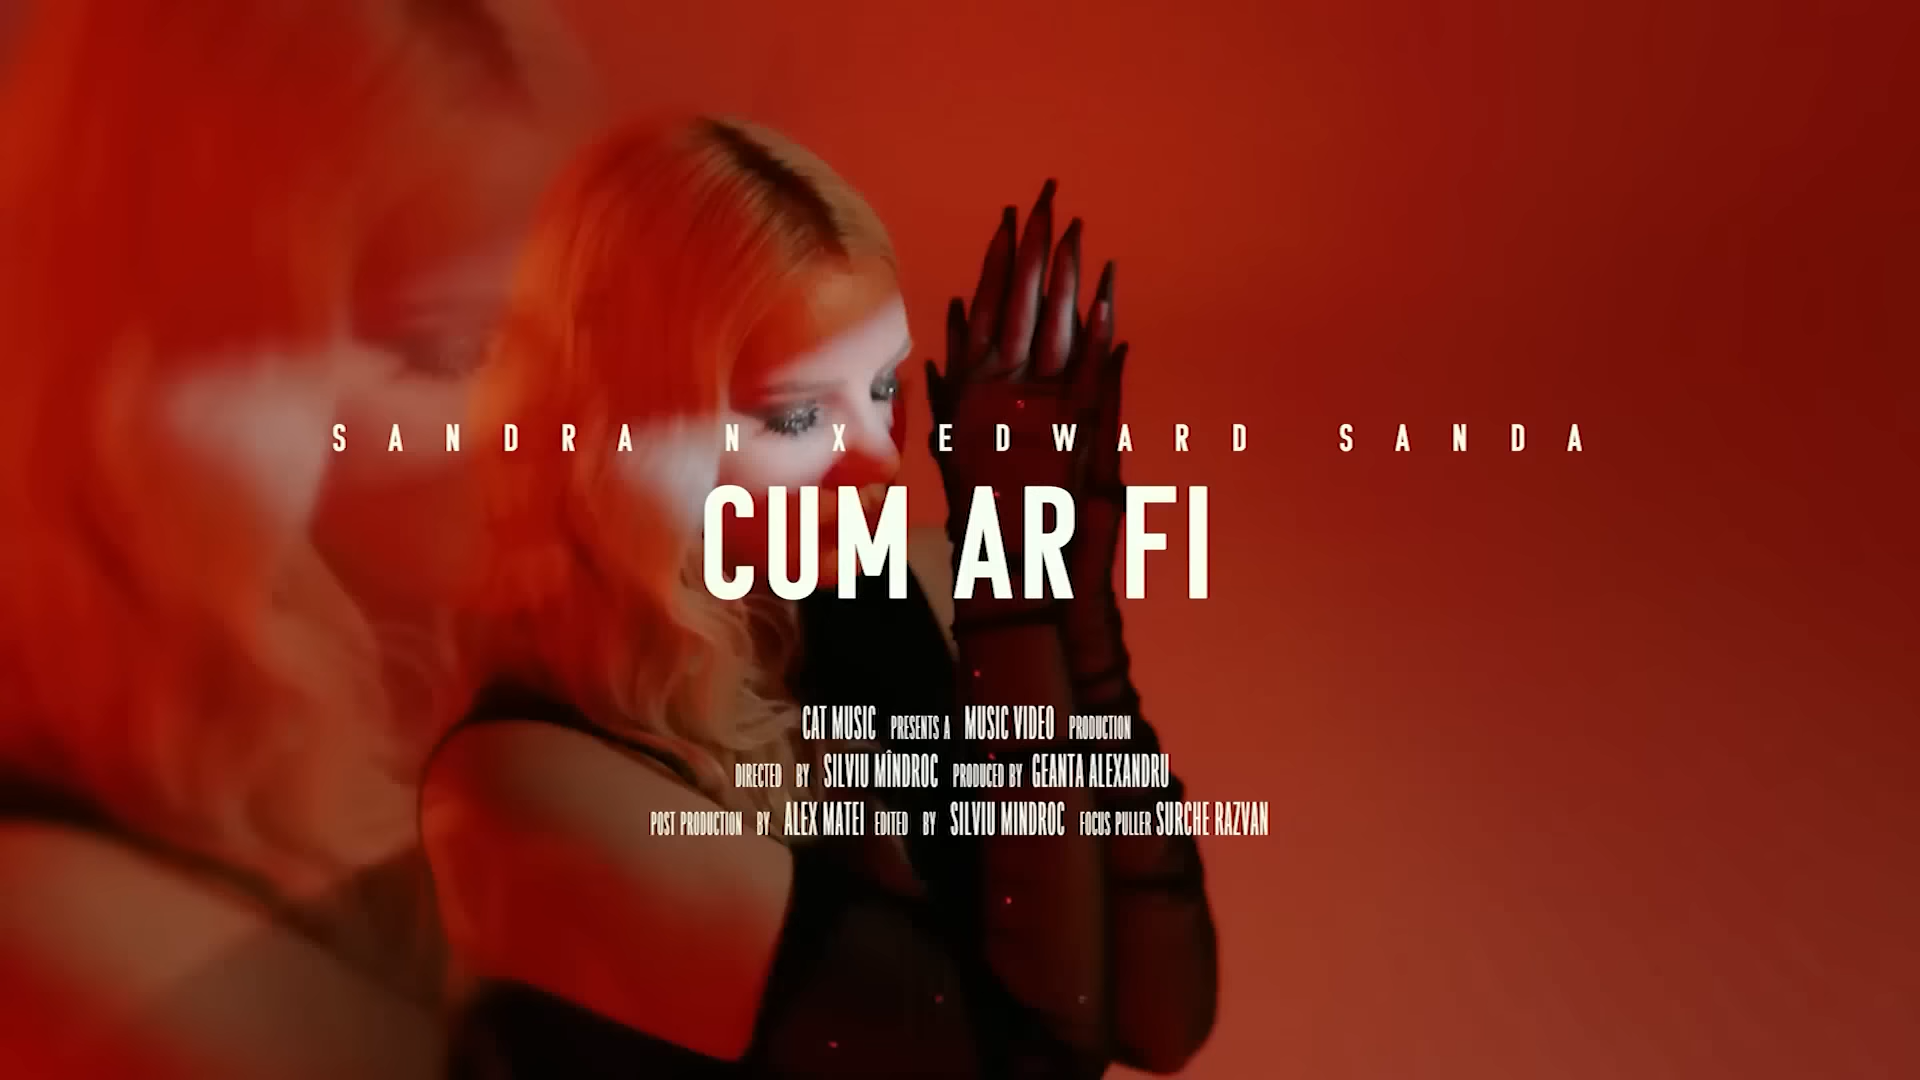 SANDRA N X EDWARD SANDA
CUM AR FI
CAT MUSIC PRESENTS A MUSIC VIDEO PRODUCTION
DIRECTED BY SILVIU MÎNDROC PRODUCED BY GEANTA ALEXANDRU
POST PRODUCTION BY ALEX MATEI EDITED BY SILVIU MINDROC FOCUS PULLER SURCHE RAZVAN